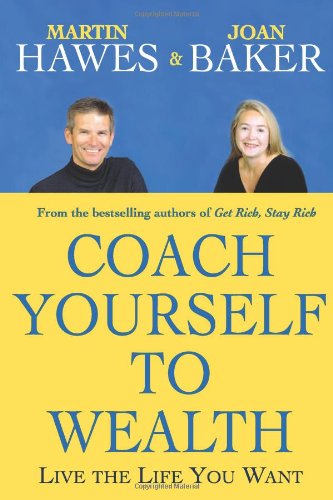 MARTIN JOAN
HAWES & BAKER
From the bestselling authors of Get Rich, Stay Rich
COACH
YOURSELF
TO
WEALTH
LIVE THE LIFE YOU WANT